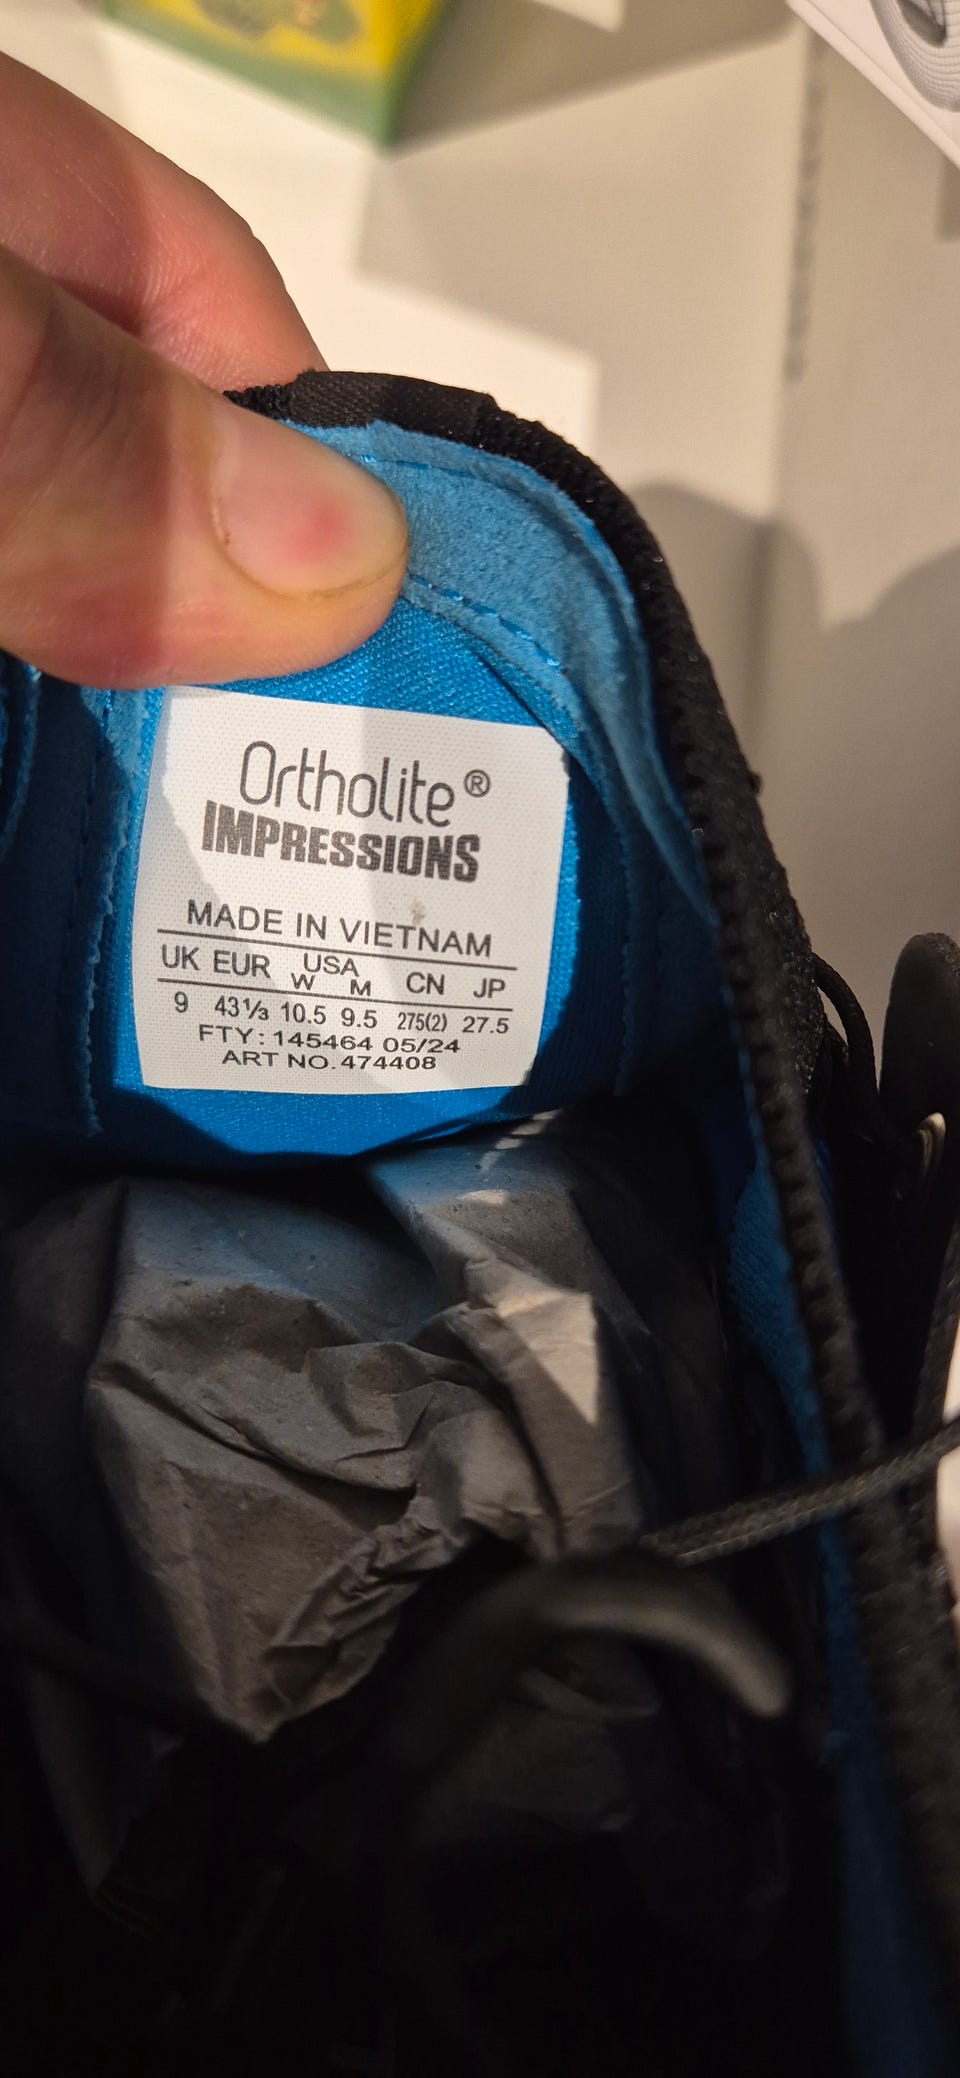 Ortholite®
IMPRESSIONS
MADE IN VIETNAM
UK EUR USA CN JP
W M
9 43⅓ 10.5 9.5 275(2) 27.5
FTY: 145464 05/24
ART NO. 474408